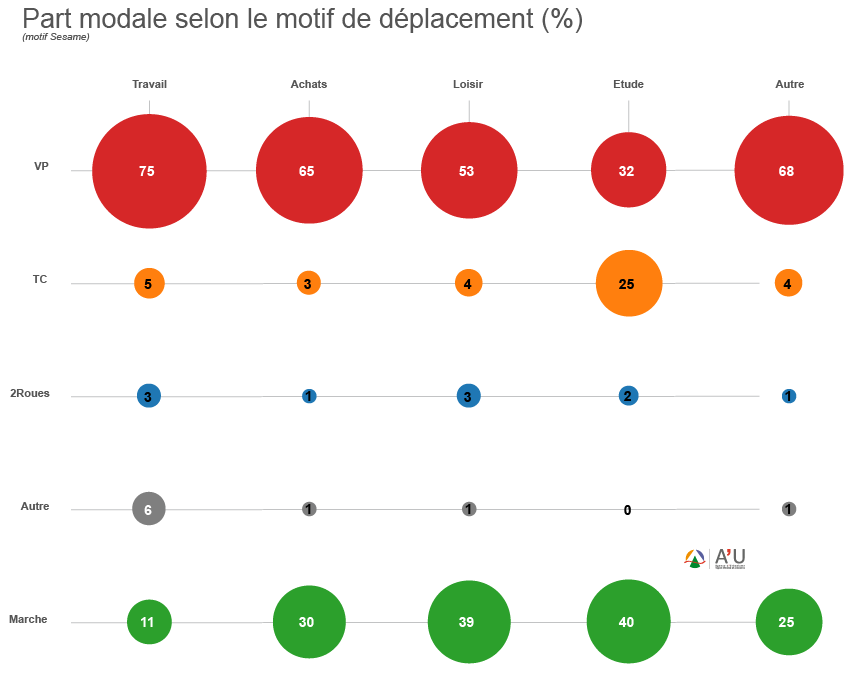 Part modale selon le motif de déplacement (%)
(motif Sesame)
Travail Achats Loisir Etude Autre
VP 75 65 53 32 68
TC 5 3 4 25 4
2Roues 3 1 3 2 1
Autre 6 1 1 0 1
A'U
Marche 11 30 39 40 25